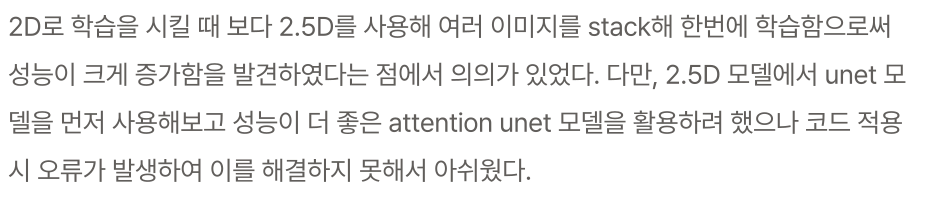 2D로 학습을 시킬 때 보다 2.5D를 사용해 여러 이미지를 stack해 한번에 학습함으로써
성능이 크게 증가함을 발견하였다는 점에서 의의가 있었다. 다만, 2.5D 모델에서 unet 모
델을 먼저 사용해보고 성능이 더 좋은 attention unet 모델을 활용하려 했으나 코드 적용
시 오류가 발생하여 이를 해결하지 못해서 아쉬웠다.